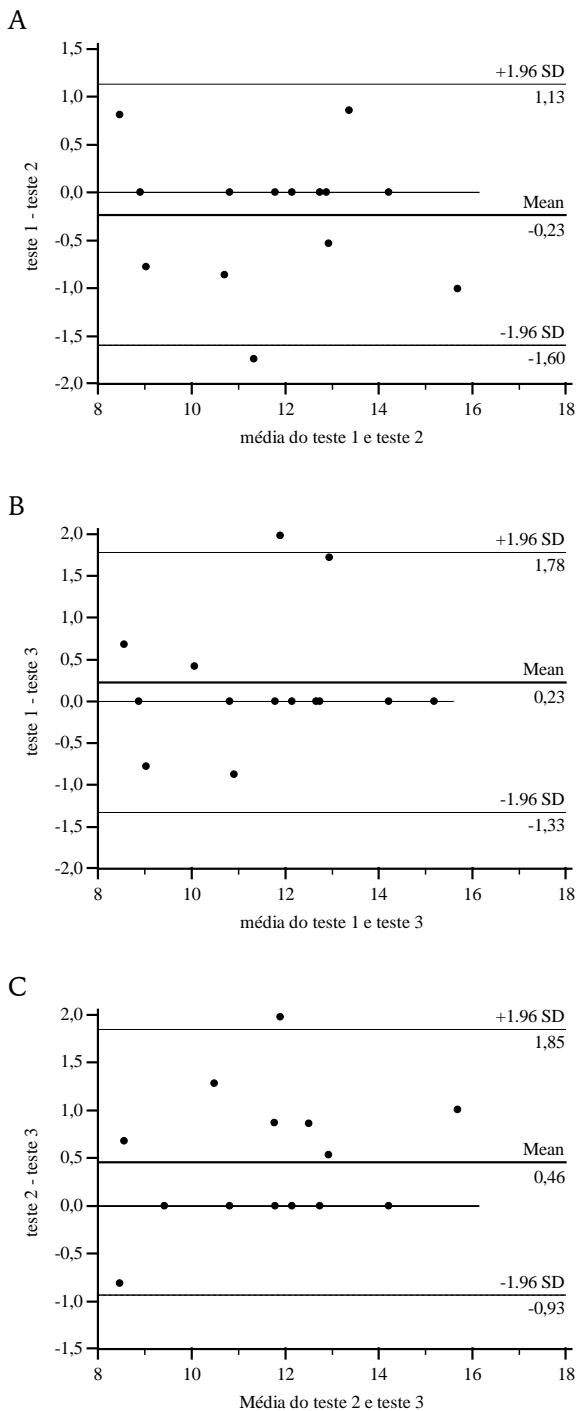 A
1,5
1,0
0,5
0,0
-0,5
-1,0
-1,5
-2,0
teste 1 - teste 2
+1.96 SD
1,13
Mean
-0,23
-1.96 SD
-1,60
8 10 12 14 16 18
média do teste 1 e teste 2
B
2,0
1,5
1,0
0,5
0,0
-0,5
-1,0
-1,5
-2,0
teste 1 - teste 3
+1.96 SD
1,78
Mean
0,23
-1.96 SD
-1,33
8 10 12 14 16 18
média do teste 1 e teste 3
C
2,0
1,5
1,0
0,5
0,0
-0,5
-1,0
-1,5
teste 2 - teste 3
+1.96 SD
1,85
Mean
0,46
-1.96 SD
-0,93
8 10 12 14 16 18
Média do teste 2 e teste 3